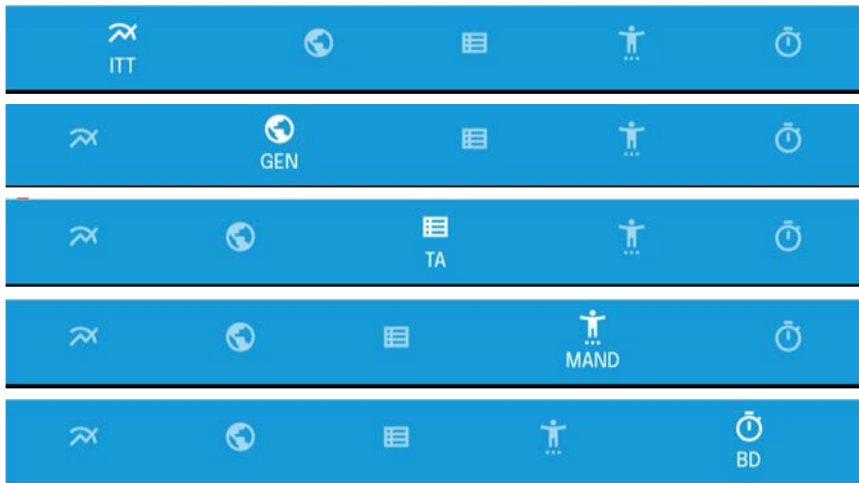 ITT
GEN
TA
MAND
BD